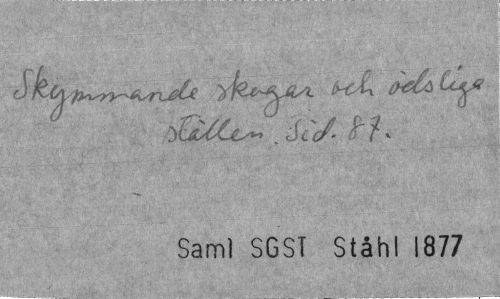 Skymmande skogar och ödsliga
ställen. Sid. 87.
Saml SGST Ståhl 1877